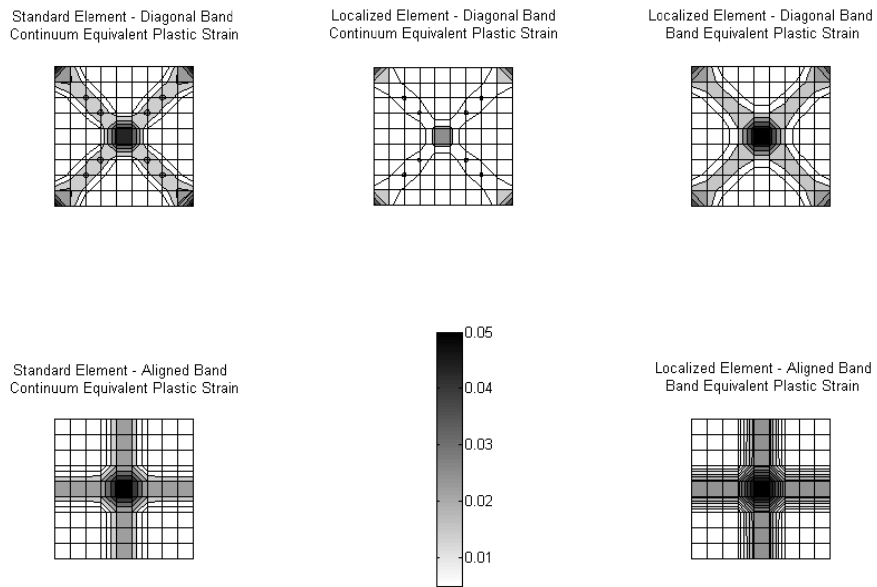 Standard Element - Diagonal Band
Continuum Equivalent Plastic Strain
Localized Element - Diagonal Band
Continuum Equivalent Plastic Strain
Localized Element - Diagonal Band
Band Equivalent Plastic Strain
Standard Element - Aligned Band
Continuum Equivalent Plastic Strain
0.05
0.04
0.03
0.02
0.01
Localized Element - Aligned Band
Band Equivalent Plastic Strain